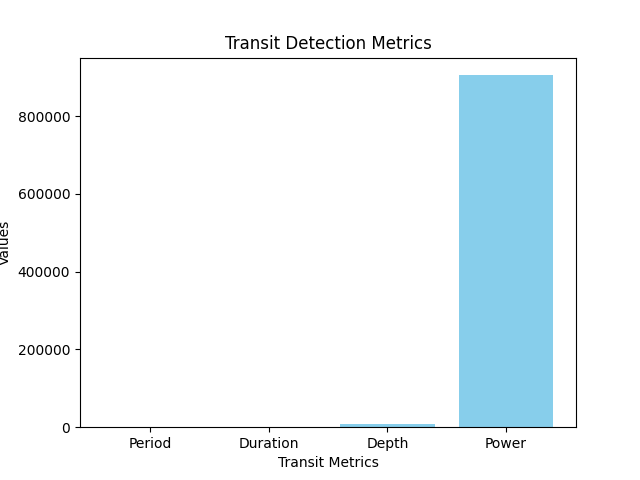 Transit Detection Metrics
800000
600000
400000
200000
0
Values
Period Duration Depth Power
Transit Metrics